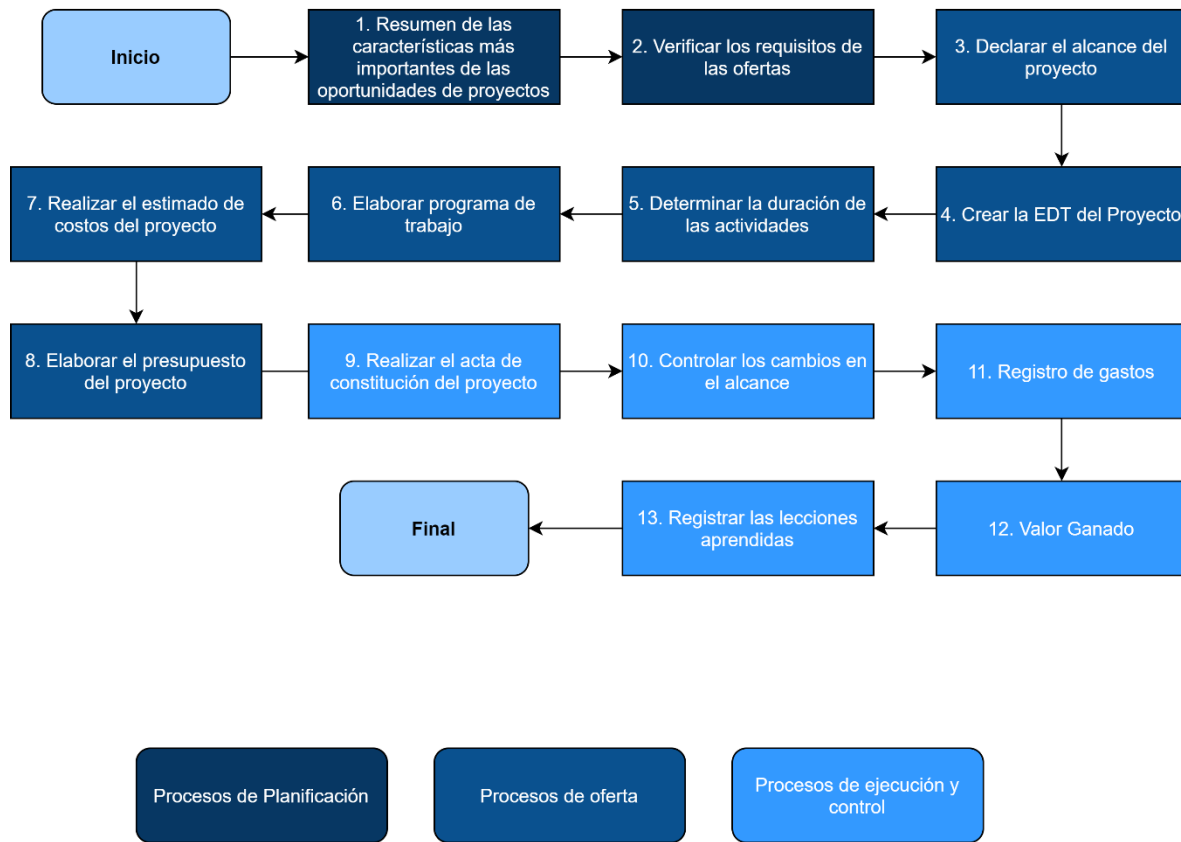 Inicio
1. Resumen de las
características más
importantes de las
oportunidades de proyectos
2. Verificar los requisitos de
las ofertas
3. Declarar el alcance del
proyecto
7. Realizar el estimado de
costos del proyecto
6. Elaborar programa de
trabajo
5. Determinar la duración de
las actividades
4. Crear la EDT del Proyecto
8. Elaborar el presupuesto
del proyecto
9. Realizar el acta de
constitución del proyecto
10. Controlar los cambios en
el alcance
11. Registro de gastos
Final
13. Registrar las lecciones
aprendidas
12. Valor Ganado
Procesos de Planificación
Procesos de oferta
Procesos de ejecución y
control